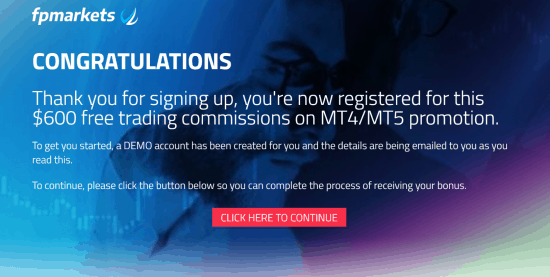 fpmarkets
CONGRATULATIONS
Thank you for signing up, you're now registered for this
$600 free trading commissions on MT4/MT5 promotion.
To get you started, a DEMO account has been created for you and the details are being emailed to you as you
read this.
To continue, please click the button below so you can complete the process of receiving your bonus.
CLICK HERE TO CONTINUE